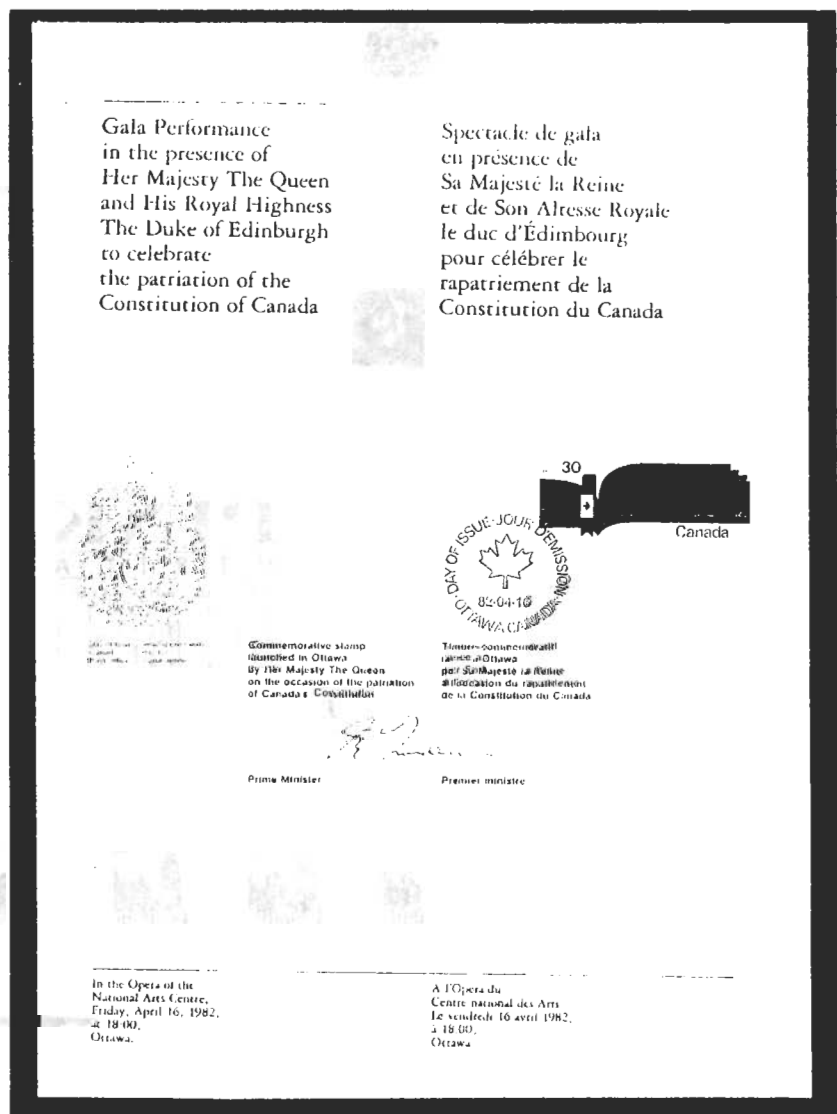 Gala Performance
in the presence of
Her Majesty The Queen
and His Royal Highness
The Duke of Edinburgh
to celebrate
the patriation of the
Constitution of Canada
Spectacle de gala
en présence de
Sa Majesté la Reine
et de Son Altesse Royale
le duc d'Édimbourg
pour célébrer le
rapatriement de la
Constitution du Canada
30
Canada
DAY OF ISSUE·JOUR D'ÉMISSION
82·04·16
OTTAWA CANADA
Commemorative stamp
launched in Ottawa
By Her Majesty The Queen
on the occasion of the patriation
of Canada's Constitution
Timbre commémoratif
lancé à Ottawa
par Sa Majesté la Reine
à l'occasion du rapatriement
de la Constitution du Canada
Prime Minister
Premier ministre
In the Opera of the
National Arts Centre,
Friday, April 16, 1982,
at 18:00,
Ottawa.
A l'Opéra du
Centre national des Arts
Le vendredi 16 avril 1982,
à 18:00,
Ottawa